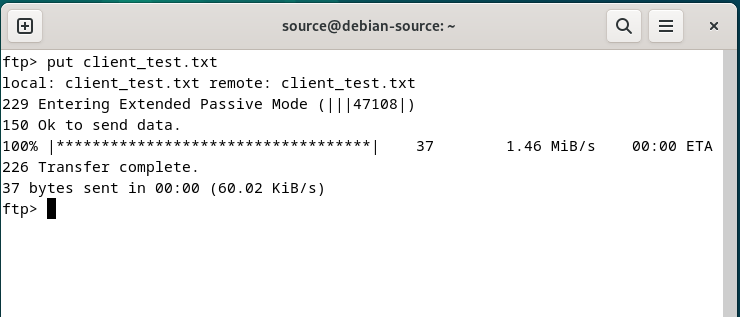 source@debian-source: ~
ftp> put client_test.txt
local: client_test.txt remote: client_test.txt
229 Entering Extended Passive Mode (|||47108|)
150 Ok to send data.
100% |***********************************|    37        1.46 MiB/s    00:00 ETA
226 Transfer complete.
37 bytes sent in 00:00 (60.02 KiB/s)
ftp>